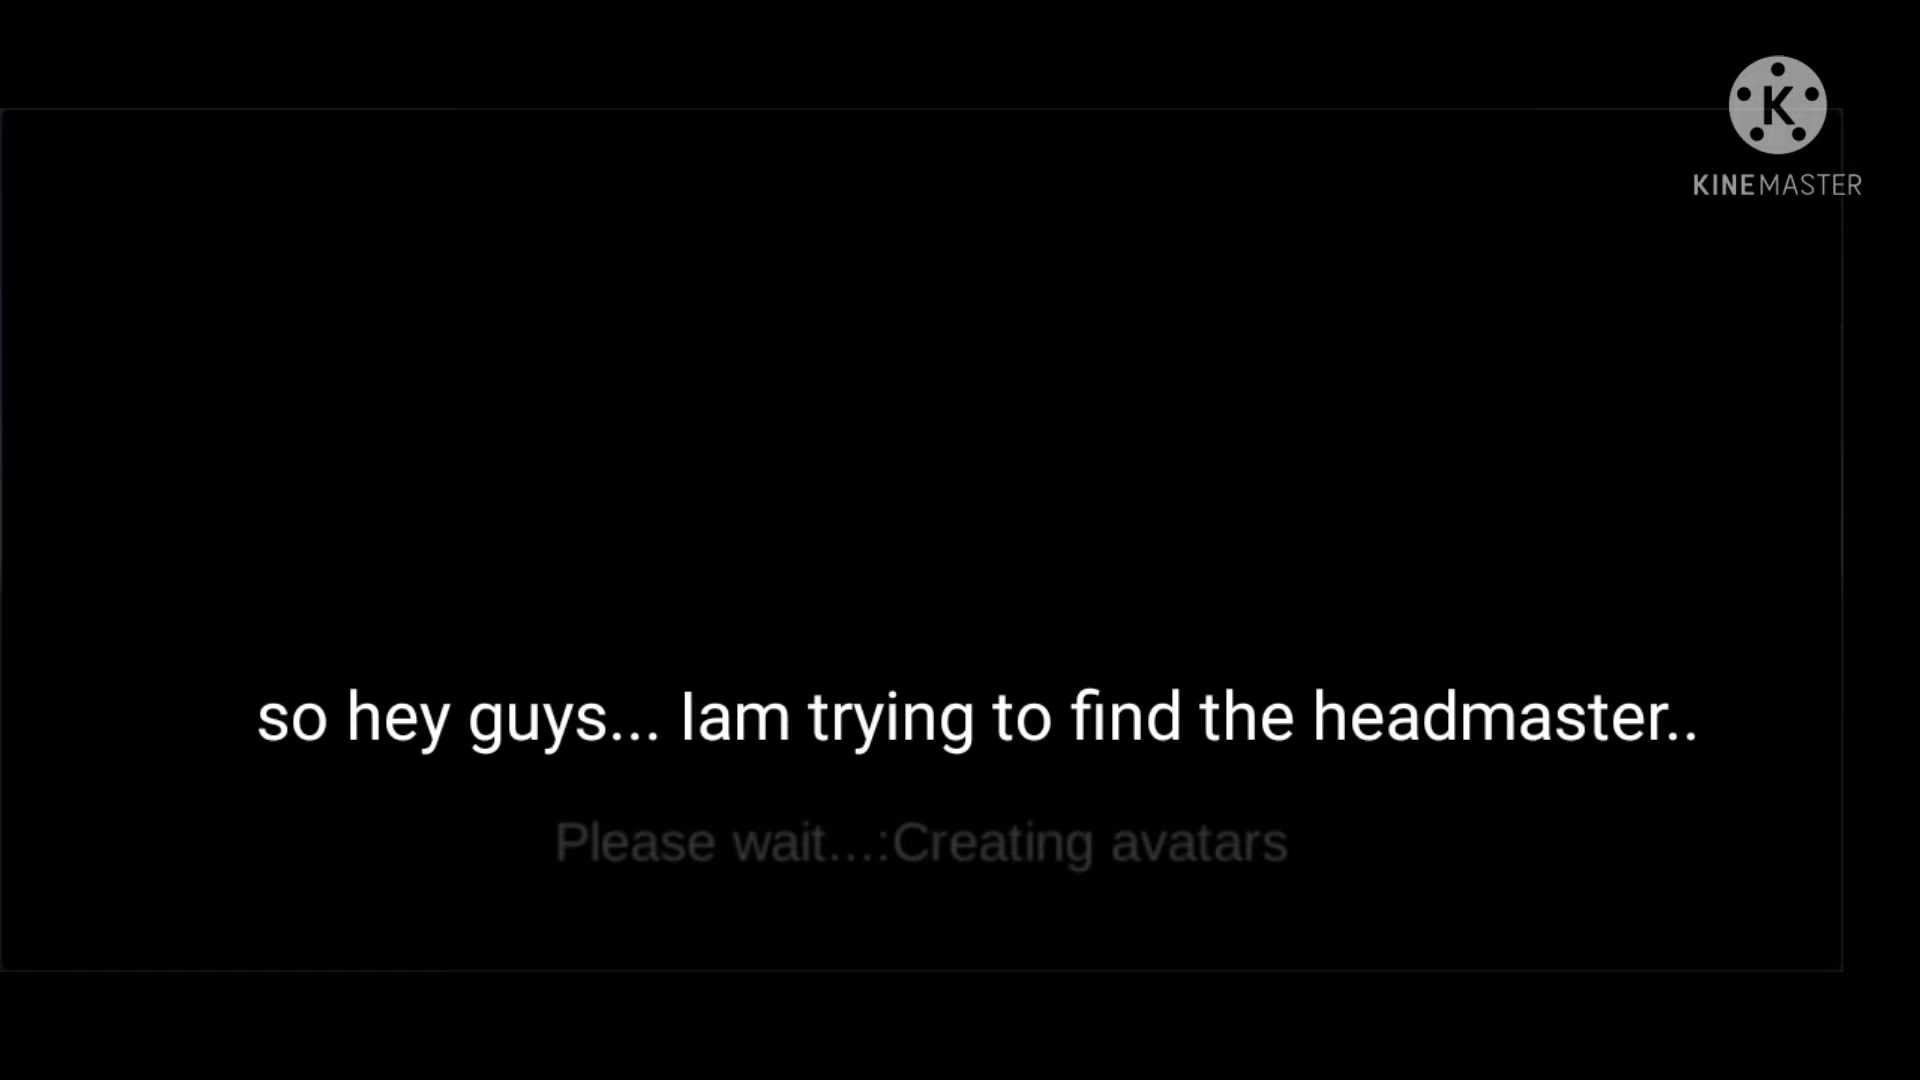 K
KINEMASTER
so hey guys... Iam trying to find the headmaster..
Please wait...:Creating avatars